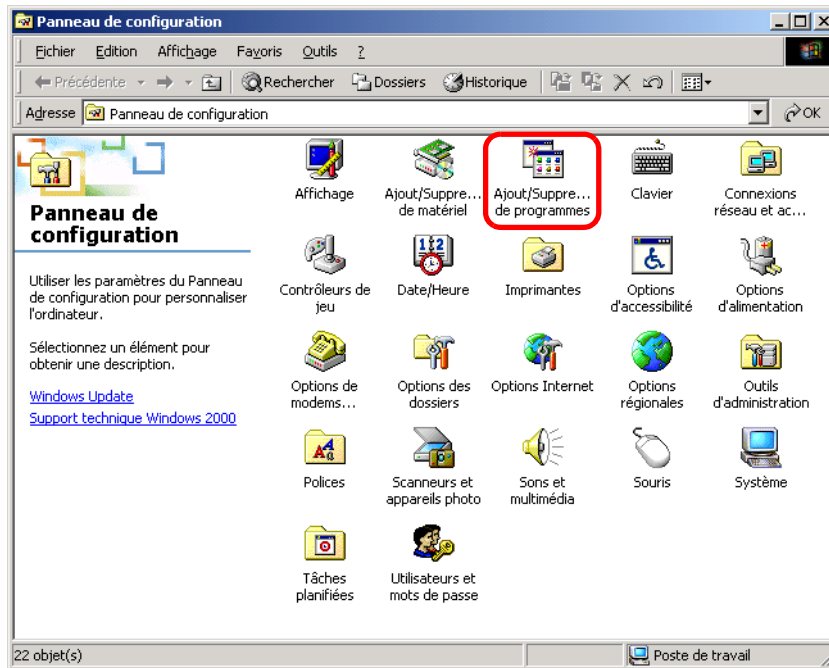 Panneau de configuration
Fichier Edition Affichage Favoris Outils ?
Précédente Rechercher Dossiers Historique
Adresse Panneau de configuration OK
Panneau de
configuration
Utiliser les paramètres du Panneau
de configuration pour personnaliser
l'ordinateur.
Sélectionnez un élément pour
obtenir une description.
Windows Update
Support technique Windows 2000
Affichage
Ajout/Suppre...
de matériel
Ajout/Suppre...
de programmes
Clavier
Connexions
réseau et ac...
Contrôleurs de
jeu
Date/Heure
Imprimantes
Options
d'accessibilité
Options
d'alimentation
Options de
modems...
Options des
dossiers
Options Internet
Options
régionales
Outils
d'administration
Polices
Scanneurs et
appareils photo
Sons et
multimédia
Souris
Système
Tâches
planifiées
Utilisateurs et
mots de passe
22 objet(s)
Poste de travail